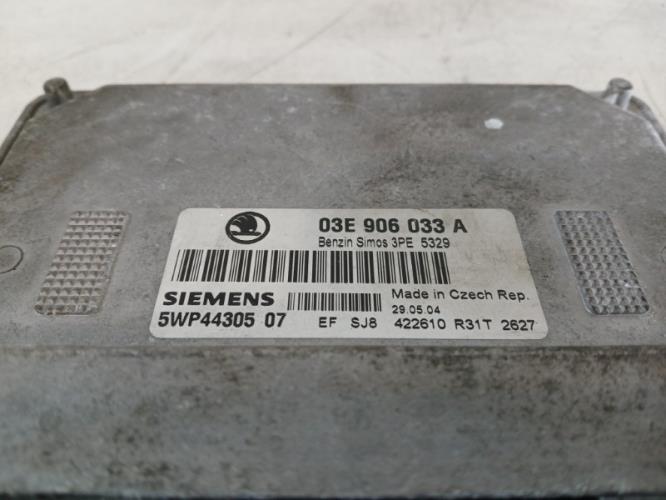 03E 906 033 A
Benzin Simos 3PE 5329
SIEMENS
Made in Czech Rep.
29.05.04
5WP44305 07 EF SJ8 422610 R31T 2627